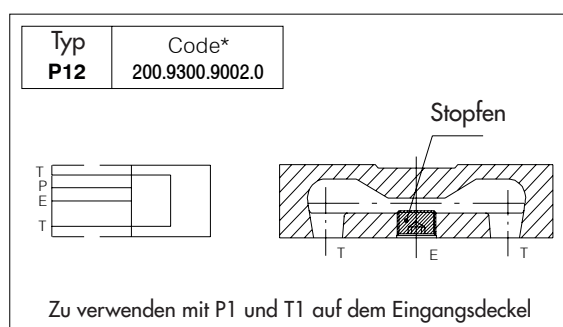 Typ
Code*
P12
200.9300.9002.0
Stopfen
T
P
E
T
T
E
T
Zu verwenden mit P1 und T1 auf dem Eingangsdeckel